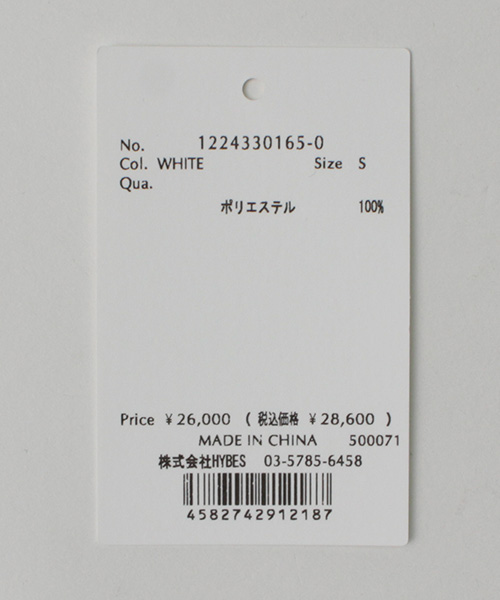 No. 1224330165-0
Col. WHITE Size S
Qua.
ポリエステル 100%
Price ¥26,000 ( 税込価格 ¥28,600 )
MADE IN CHINA 500071
株式会社HYBES 03-5785-6458
4582742912187